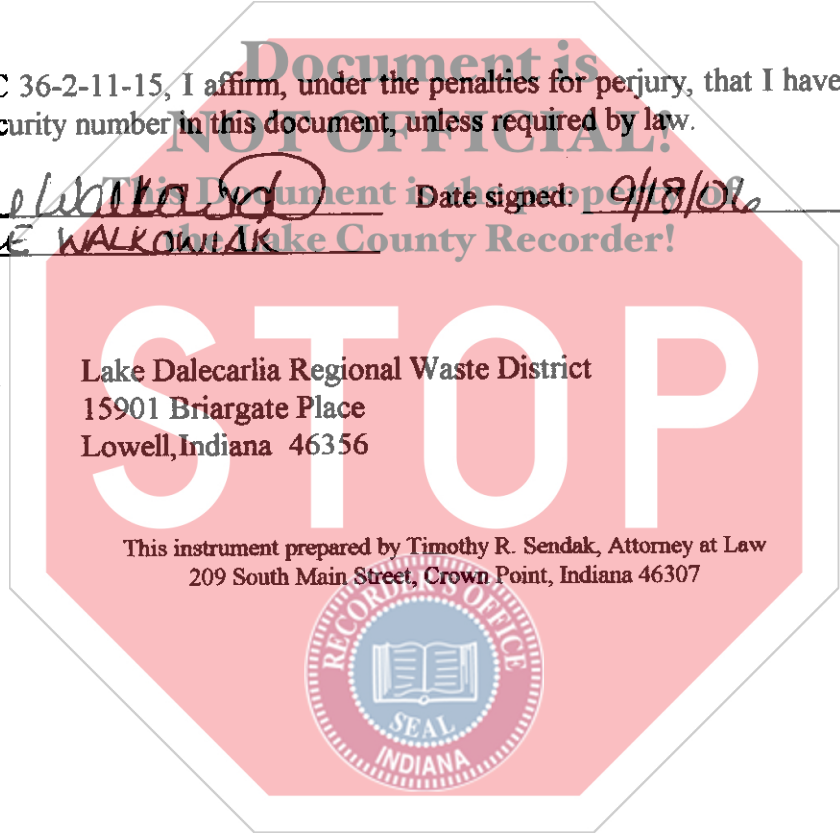 Document is
C 36-2-11-15, I affirm, under the penalties for perjury, that I have
curity number in this document, unless required by law.
NOT OFFICIAL!
This Document is the property of
Date signed: 9/18/06
the Lake County Recorder!
E WALKOWIAK
STOP
Lake Dalecarlia Regional Waste District
15901 Briargate Place
Lowell, Indiana 46356
This instrument prepared by Timothy R. Sendak, Attorney at Law
209 South Main Street, Crown Point, Indiana 46307
RECORDER'S OFFICE
SEAL
INDIANA